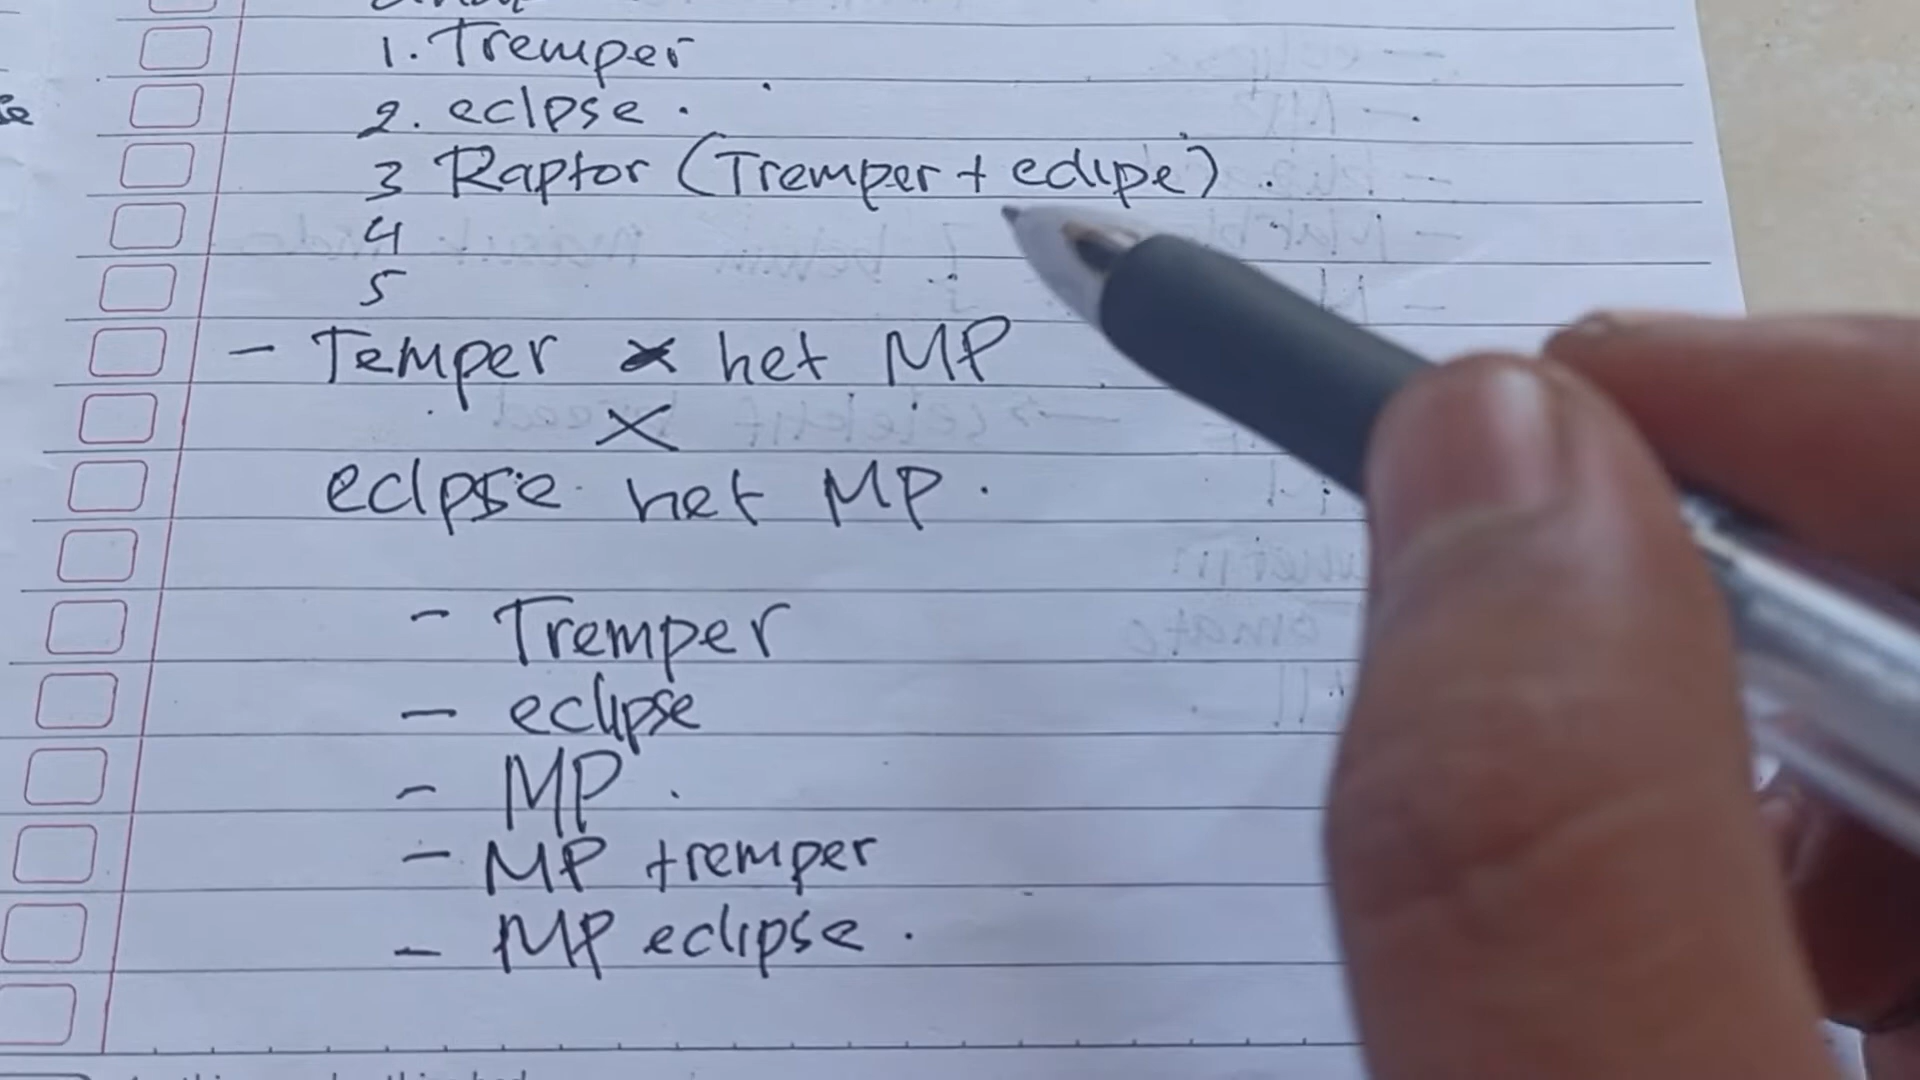 1. Tremper
2. eclpse .
3 Raptor (Tremper + eclipe) .
4
5
- Temper x het MP
X
eclpse het MP .
- Tremper
- eclipse
- MP .
- MP tremper
- MP eclipse .